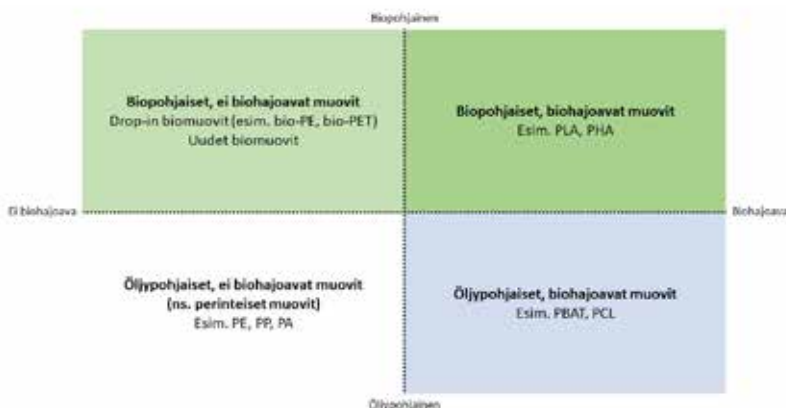 Biopohjainen
Biopohjaiset, ei biohajoavat muovit
Drop-in biomuovit (esim. bio-PE, bio-PET)
Uudet biomuovit
Biopohjaiset, biohajoavat muovit
Esim. PLA, PHA
Ei biohajoava
Biohajoava
Öljypohjaiset, ei biohajoavat muovit
(ns. perinteiset muovit)
Esim. PE, PP, PA
Öljypohjaiset, biohajoavat muovit
Esim. PBAT, PCL
Öljypohjainen